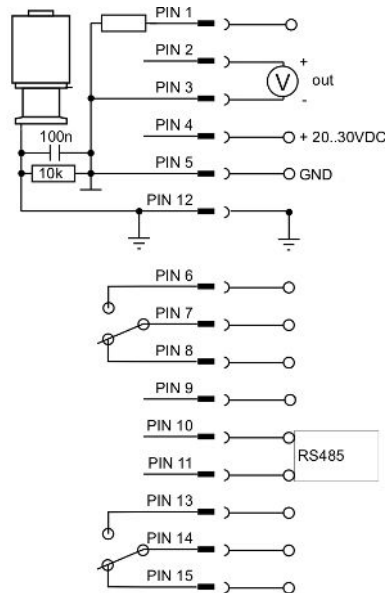 PIN 1
PIN 2
+
V out
PIN 3
-
PIN 4 + 20..30VDC
100n
PIN 5 GND
10k
PIN 12
PIN 6
PIN 7
PIN 8
PIN 9
PIN 10
RS485
PIN 11
PIN 13
PIN 14
PIN 15